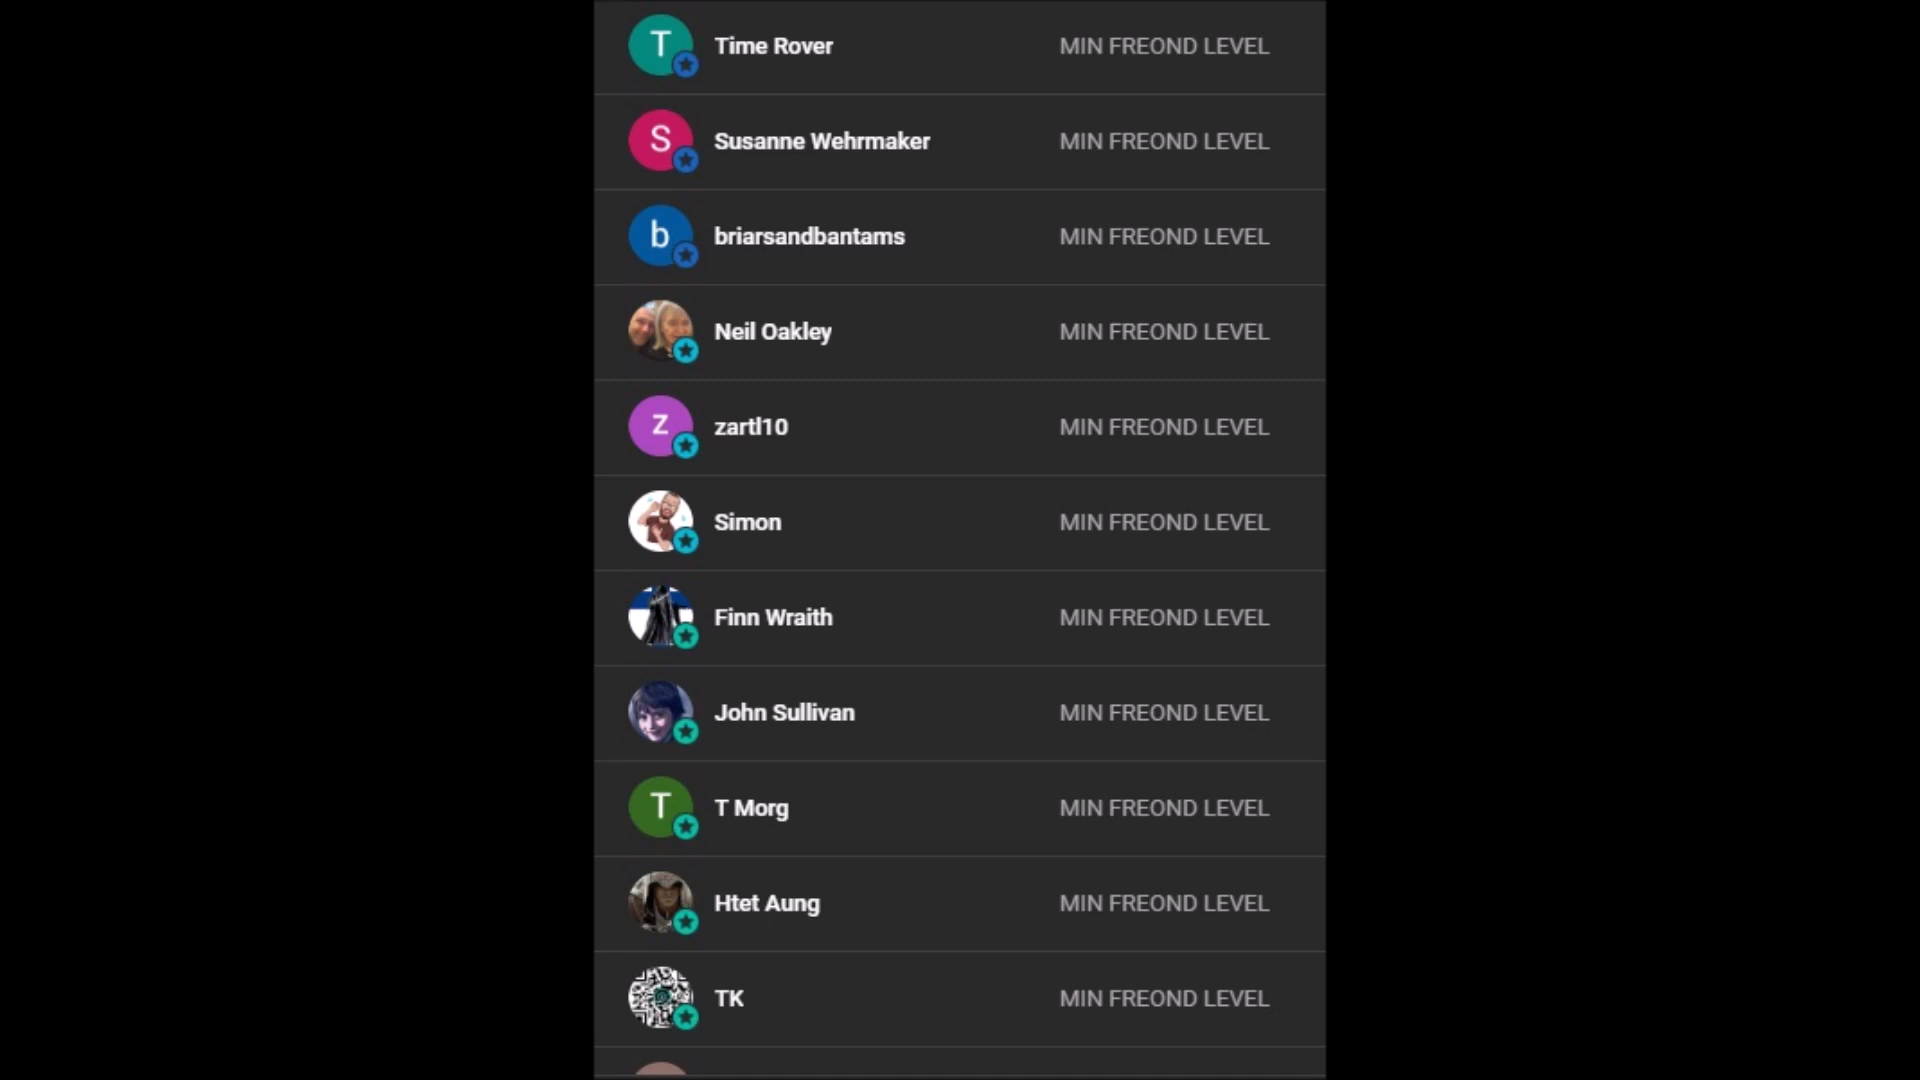 T Time Rover MIN FREOND LEVEL
S Susanne Wehrmaker MIN FREOND LEVEL
b briarsandbantams MIN FREOND LEVEL
Neil Oakley MIN FREOND LEVEL
z zartl10 MIN FREOND LEVEL
Simon MIN FREOND LEVEL
Finn Wraith MIN FREOND LEVEL
John Sullivan MIN FREOND LEVEL
T T Morg MIN FREOND LEVEL
Htet Aung MIN FREOND LEVEL
TK MIN FREOND LEVEL